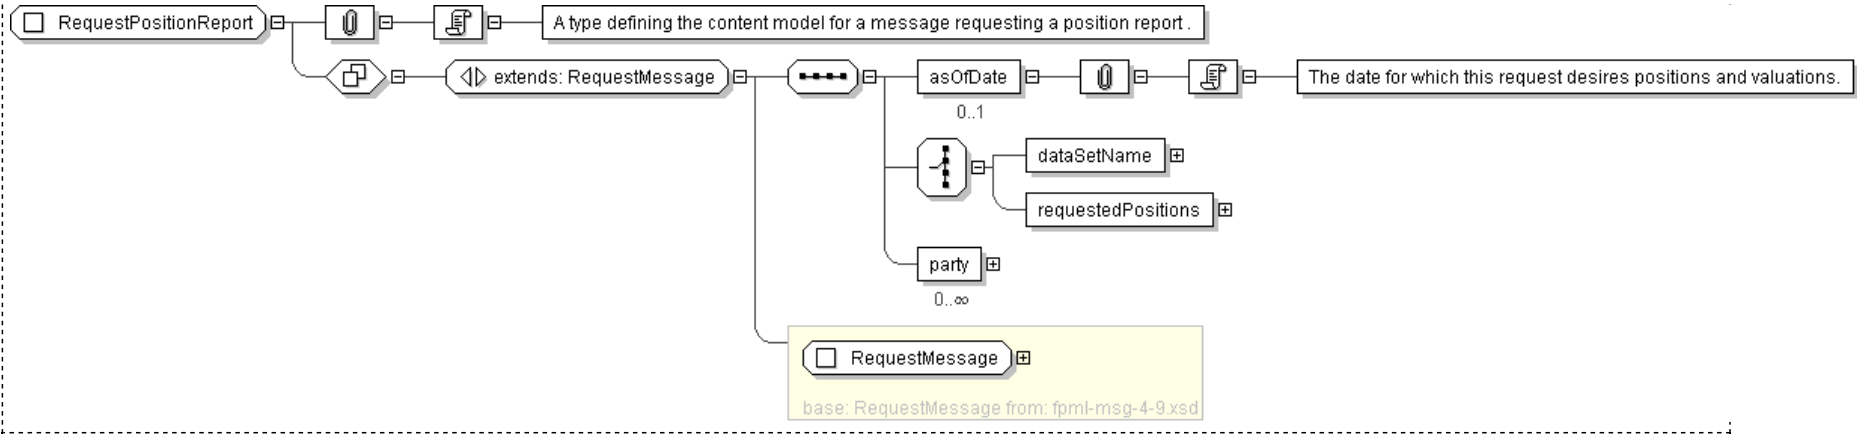 RequestPositionReport
A type defining the content model for a message requesting a position report .
extends: RequestMessage
asOfDate
The date for which this request desires positions and valuations.
0..1
dataSetName
requestedPositions
party
0..∞
RequestMessage
base: RequestMessage from: fpml-msg-4-9.xsd